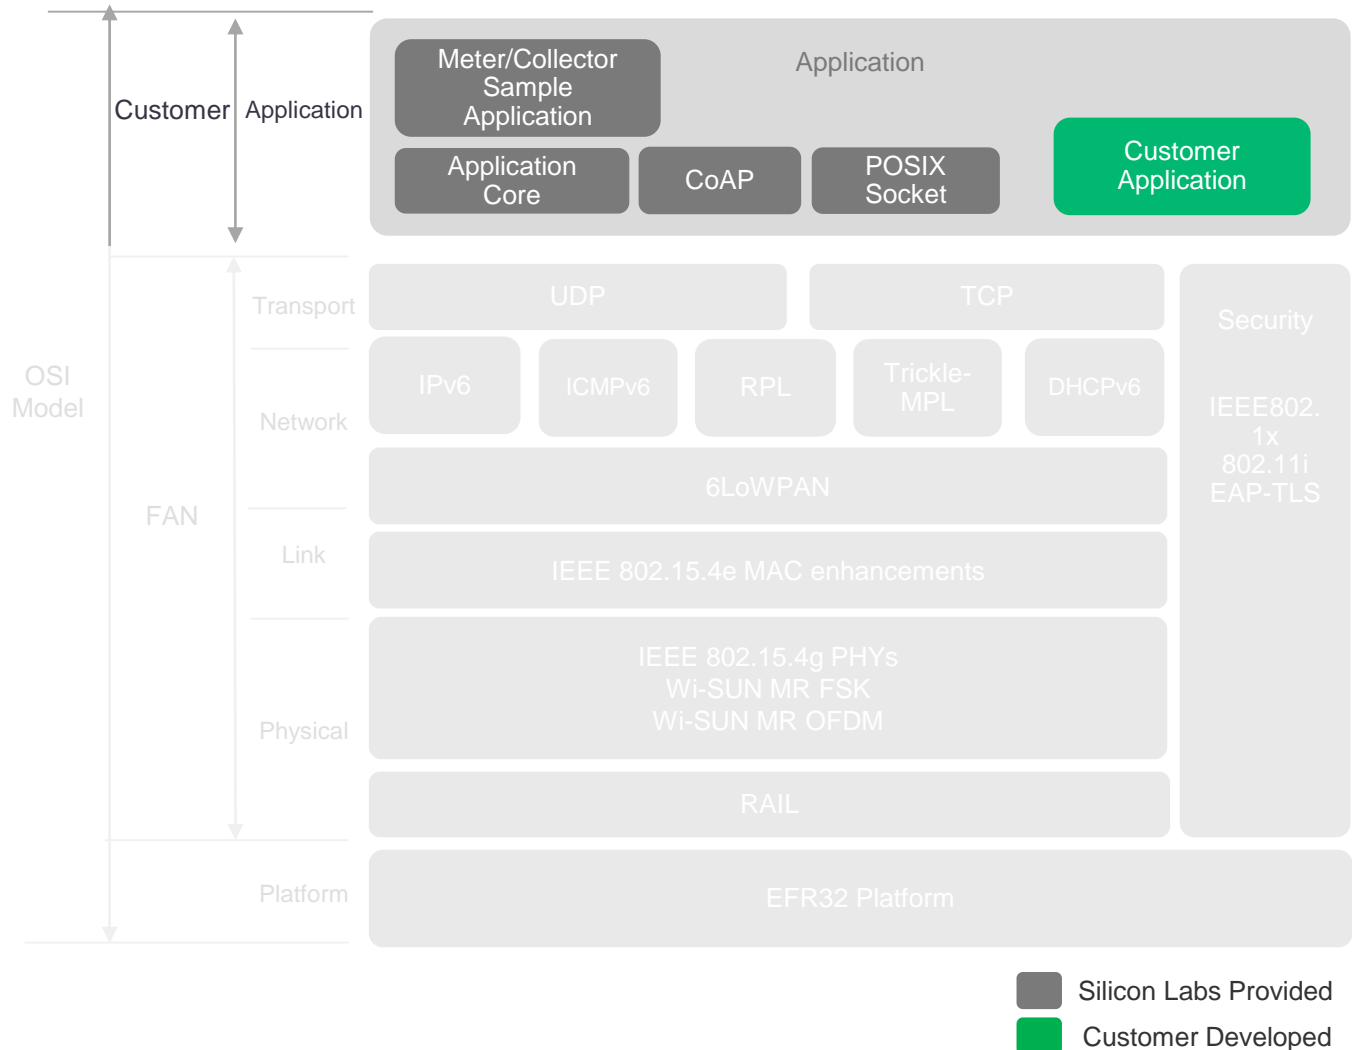 Customer
Application
Meter/Collector
Sample
Application
Application
Application
Core
CoAP
POSIX
Socket
Customer
Application
OSI
Model
FAN
Transport
Network
Link
Physical
Platform
UDP
TCP
IPv6
ICMPv6
RPL
Trickle-
MPL
DHCPv6
6LoWPAN
IEEE 802.15.4e MAC enhancements
IEEE 802.15.4g PHYs
Wi-SUN MR FSK
Wi-SUN MR OFDM
RAIL
Security
IEEE802.
1x
802.11i
EAP-TLS
EFR32 Platform
Silicon Labs Provided
Customer Developed